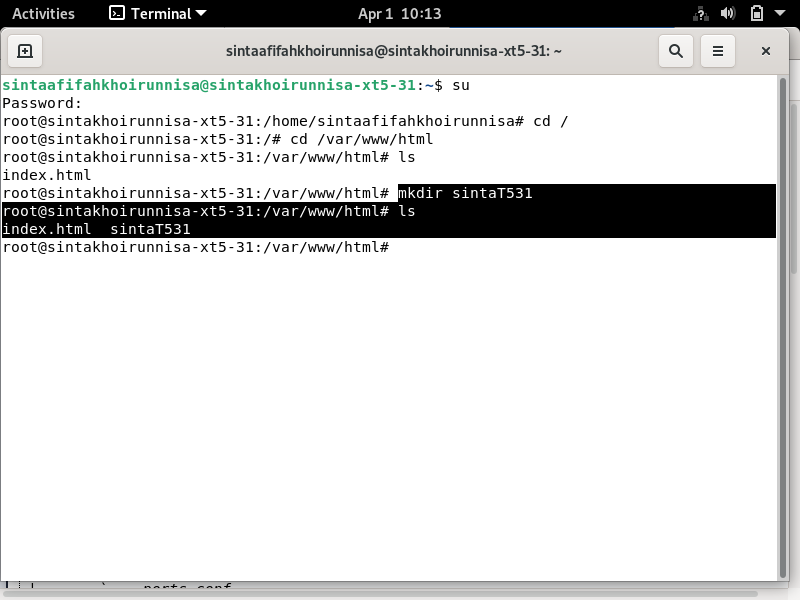 Activities Terminal Apr 1 10:13
sintaafifahkhoirunnisa@sintakhoirunnisa-xt5-31: ~
sintaafifahkhoirunnisa@sintakhoirunnisa-xt5-31:~$ su
Password:
root@sintakhoirunnisa-xt5-31:/home/sintaafifahkhoirunnisa# cd /
root@sintakhoirunnisa-xt5-31:/# cd /var/www/html
root@sintakhoirunnisa-xt5-31:/var/www/html# ls
index.html
root@sintakhoirunnisa-xt5-31:/var/www/html# mkdir sintaT531
root@sintakhoirunnisa-xt5-31:/var/www/html# ls
index.html  sintaT531
root@sintakhoirunnisa-xt5-31:/var/www/html#
ports.conf